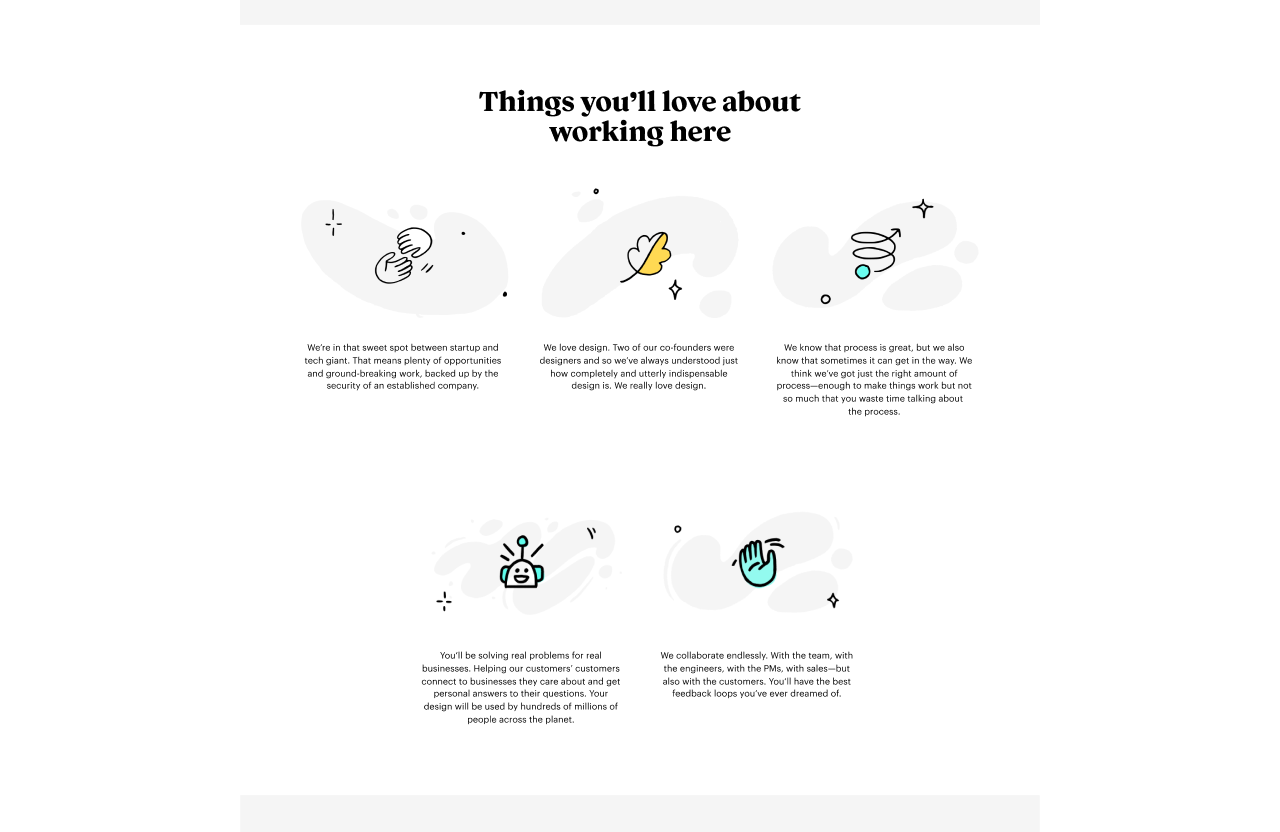 Things you’ll love about
working here
We’re in that sweet spot between startup and
tech giant. That means plenty of opportunities
and ground-breaking work, backed up by the
security of an established company.
We love design. Two of our co-founders were
designers and so we’ve always understood just
how completely and utterly indispensable
design is. We really love design.
We know that process is great, but we also
know that sometimes it can get in the way. We
think we’ve got just the right amount of
process—enough to make things work but not
so much that you waste time talking about
the process.
You’ll be solving real problems for real
businesses. Helping our customers’ customers
connect to businesses they care about and get
personal answers to their questions. Your
design will be used by hundreds of millions of
people across the planet.
We collaborate endlessly. With the team, with
the engineers, with the PMs, with sales—but
also with the customers. You’ll have the best
feedback loops you’ve ever dreamed of.